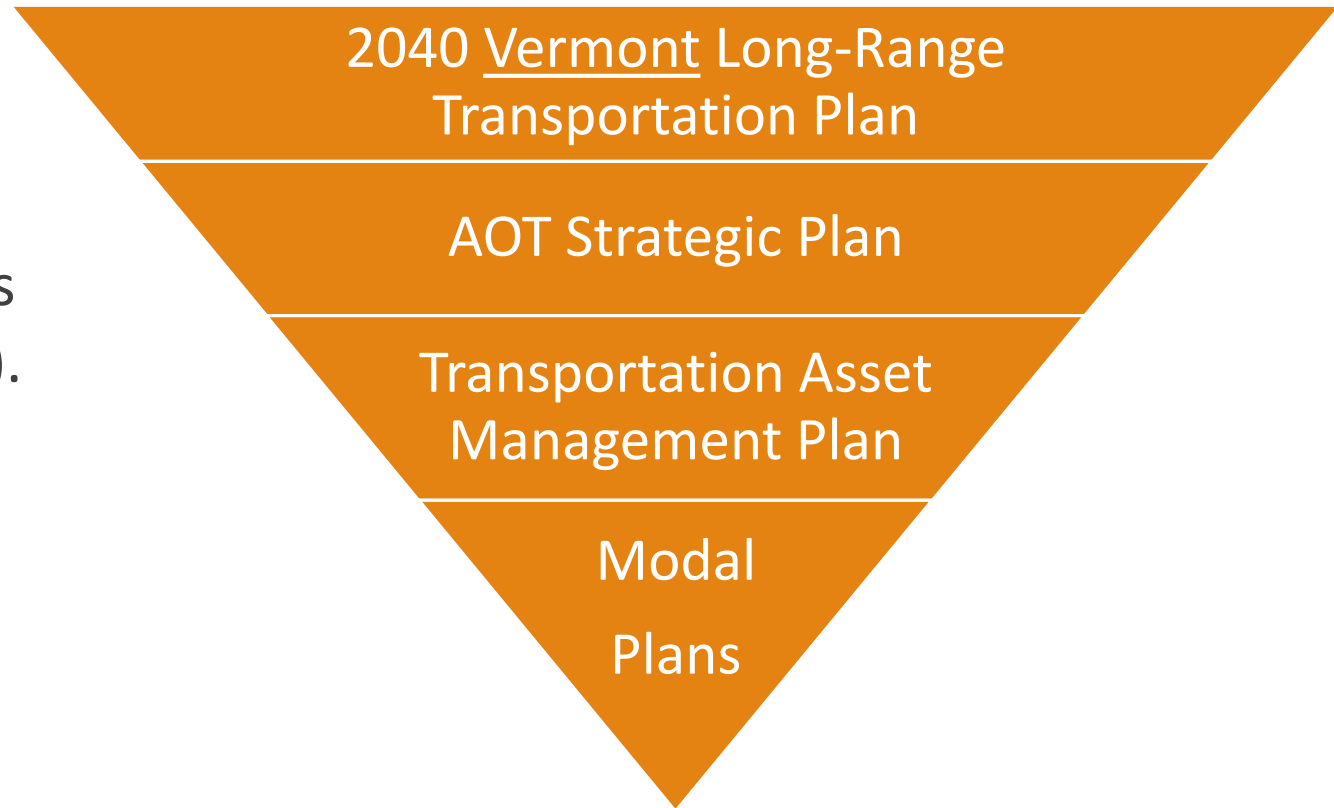 2040 Vermont Long-Range
Transportation Plan
AOT Strategic Plan
s
).
Transportation Asset
Management Plan
Modal
Plans